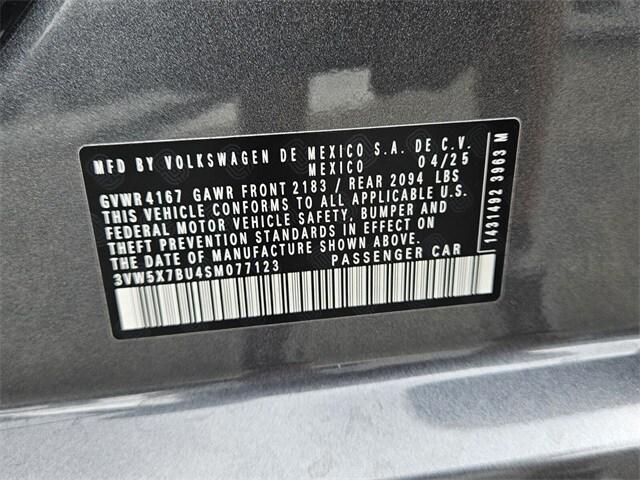 MFD BY VOLKSWAGEN DE MEXICO S.A. DE C.V.
MEXICO 04/25
GVWR 4167 GAWR FRONT 2183 / REAR 2094 LBS
THIS VEHICLE CONFORMS TO ALL APPLICABLE U.S.
FEDERAL MOTOR VEHICLE SAFETY, BUMPER AND
THEFT PREVENTION STANDARDS IN EFFECT ON
THE DATE OF MANUFACTURE SHOWN ABOVE.
3VW5X7BU4SM077123 PASSENGER CAR
1431492 3963 M